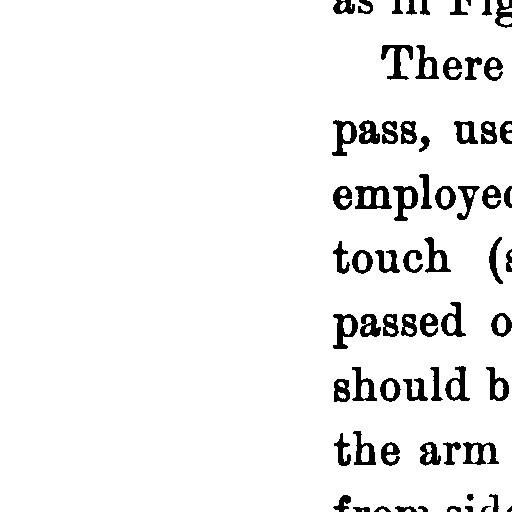 as in Fig
There
pass, use
employed
touch (s
passed o
should b
the arm
from side